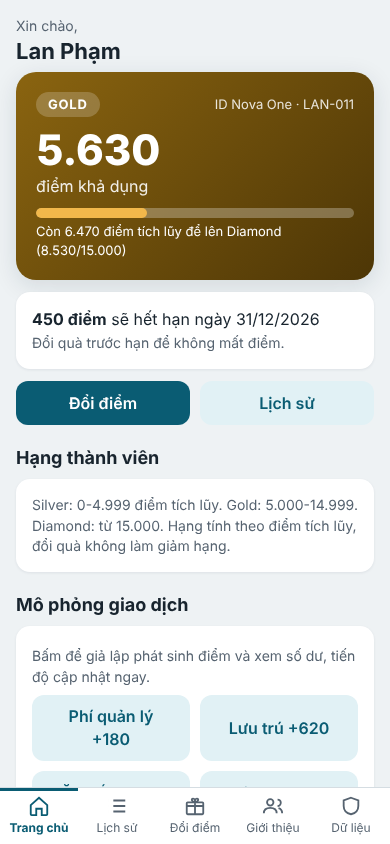 Xin chào,
Lan Phạm
GOLD
ID Nova One · LAN-011
5.630
điểm khả dụng
Còn 6.470 điểm tích lũy để lên Diamond
(8.530/15.000)
450 điểm sẽ hết hạn ngày 31/12/2026
Đổi quà trước hạn để không mất điểm.
Đổi điểm
Lịch sử
Hạng thành viên
Silver: 0-4.999 điểm tích lũy. Gold: 5.000-14.999.
Diamond: từ 15.000. Hạng tính theo điểm tích lũy,
đổi quà không làm giảm hạng.
Mô phỏng giao dịch
Bấm để giả lập phát sinh điểm và xem số dư, tiến
độ cập nhật ngay.
Phí quản lý
+180
Lưu trú +620
Trang chủ
Lịch sử
Đổi điểm
Giới thiệu
Dữ liệu